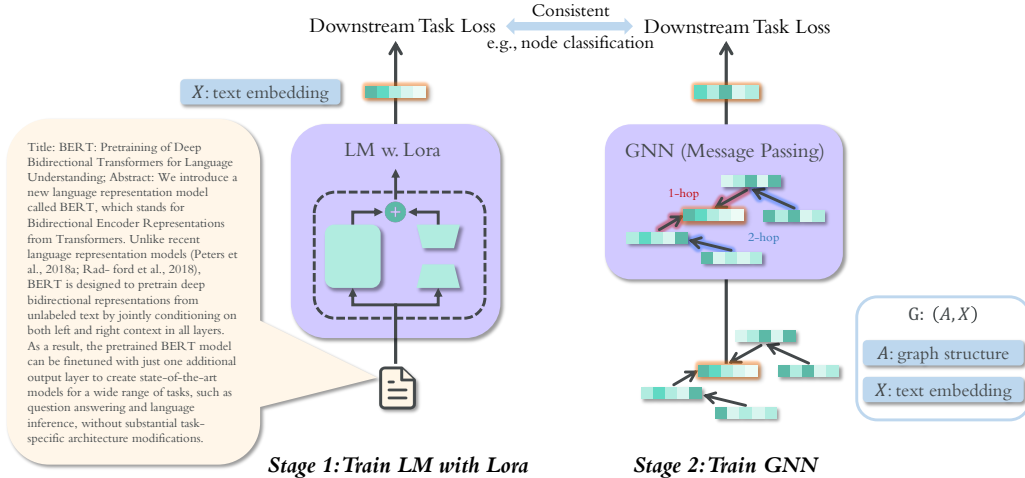 Downstream Task Loss
Consistent
e.g., node classification
Downstream Task Loss
X: text embedding
Title: BERT: Pretraining of Deep
Bidirectional Transformers for Language
Understanding; Abstract: We introduce a
new language representation model
called BERT, which stands for
Bidirectional Encoder Representations
from Transformers. Unlike recent
language representation models (Peters et
al., 2018a; Rad- ford et al., 2018),
BERT is designed to pretrain deep
bidirectional representations from
unlabeled text by jointly conditioning on
both left and right context in all layers.
As a result, the pretrained BERT model
can be finetuned with just one additional
output layer to create state-of-the-art
models for a wide range of tasks, such as
question answering and language
inference, without substantial task-
specific architecture modifications.
LM w. Lora
+
GNN (Message Passing)
1-hop
2-hop
G: (A, X)
A: graph structure
X: text embedding
Stage 1: Train LM with Lora
Stage 2: Train GNN